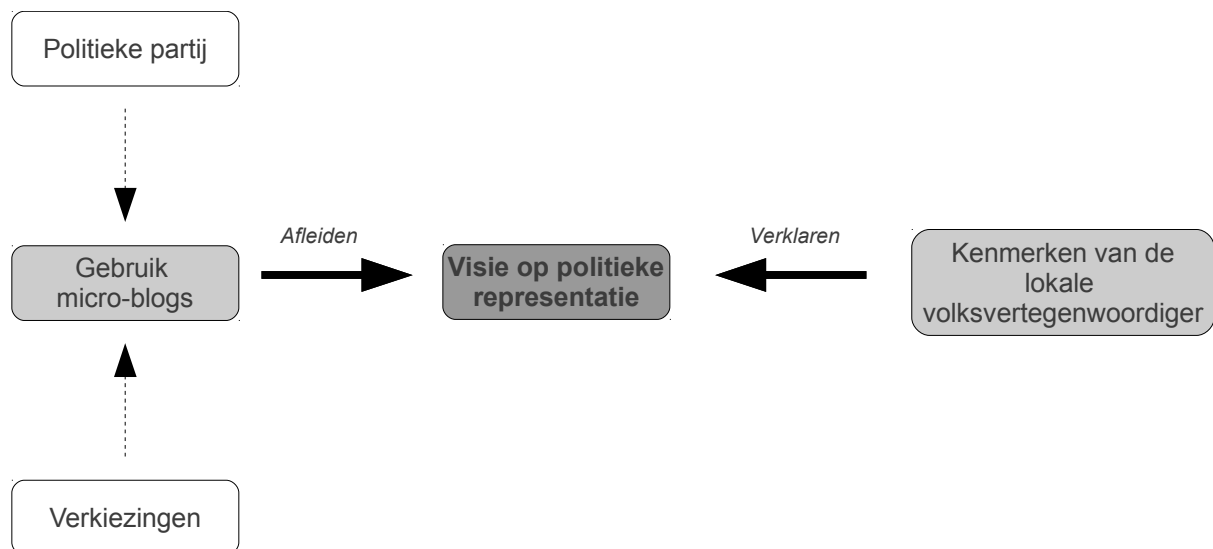 Politieke partij
Afleiden
Verklaren
Gebruik
micro-blogs
Visie op politieke
representatie
Kenmerken van de
lokale
volksvertegenwoordiger
Verkiezingen